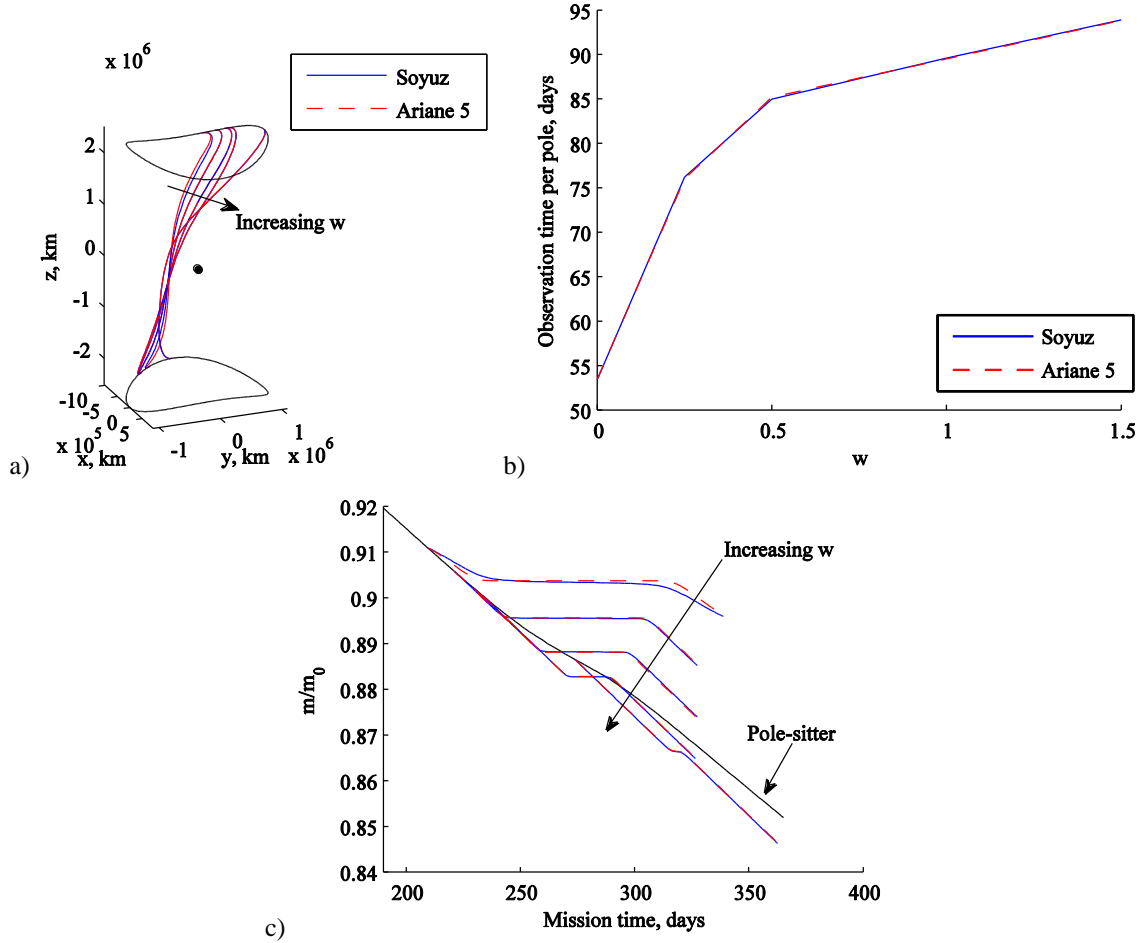 x 10^6
Soyuz
Ariane 5
2
1
0
-1
-2
z, km
Increasing w
-10
-5
0
5
x 10^5
x, km
-1
0
1
y, km
x 10^6
a)
95
90
85
80
75
70
65
60
55
50
Observation time per pole, days
Soyuz
Ariane 5
0
0.5
1
1.5
w
b)
0.92
0.91
0.9
0.89
0.88
0.87
0.86
0.85
0.84
m/m0
Increasing w
Pole-sitter
200
250
300
350
400
Mission time, days
c)